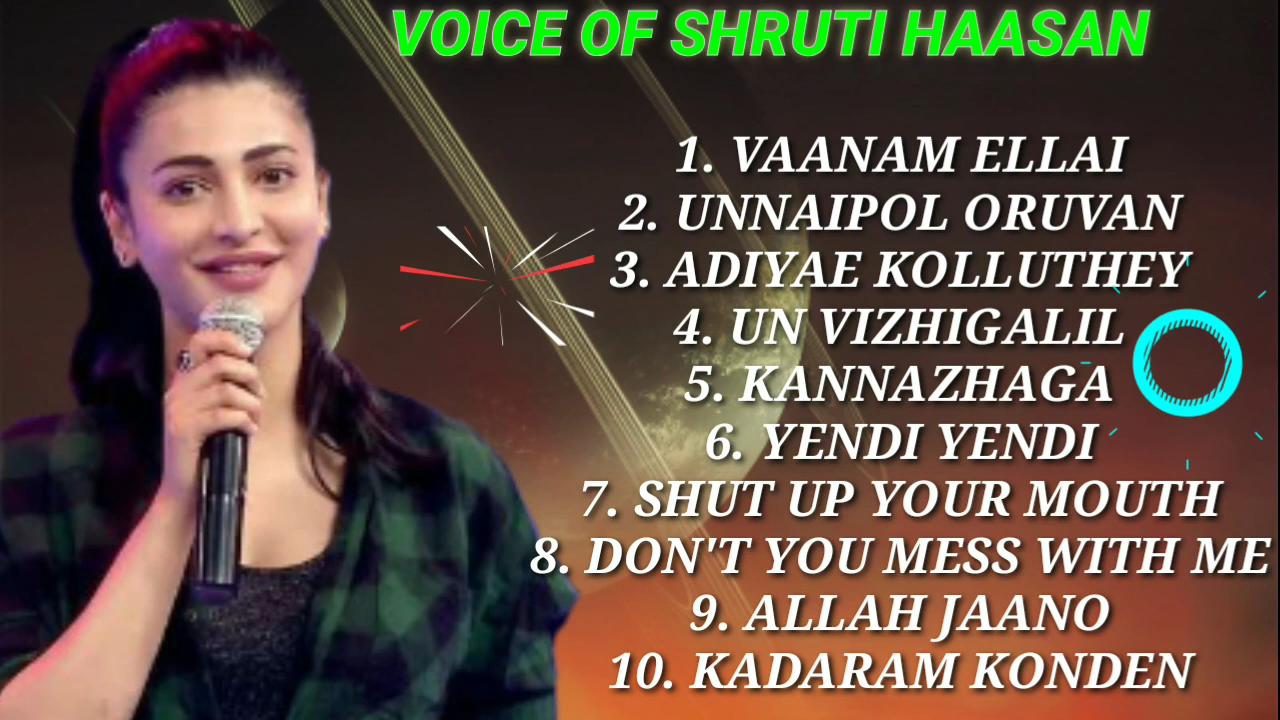 VOICE OF SHRUTI HAASAN
1. VAANAM ELLAI
2. UNNAIPOL ORUVAN
3. ADIYAE KOLLUTHEY
4. UN VIZHIGALIL
5. KANNAZHAGA
6. YENDI YENDI
7. SHUT UP YOUR MOUTH
8. DON'T YOU MESS WITH ME
9. ALLAH JAANO
10. KADARAM KONDEN